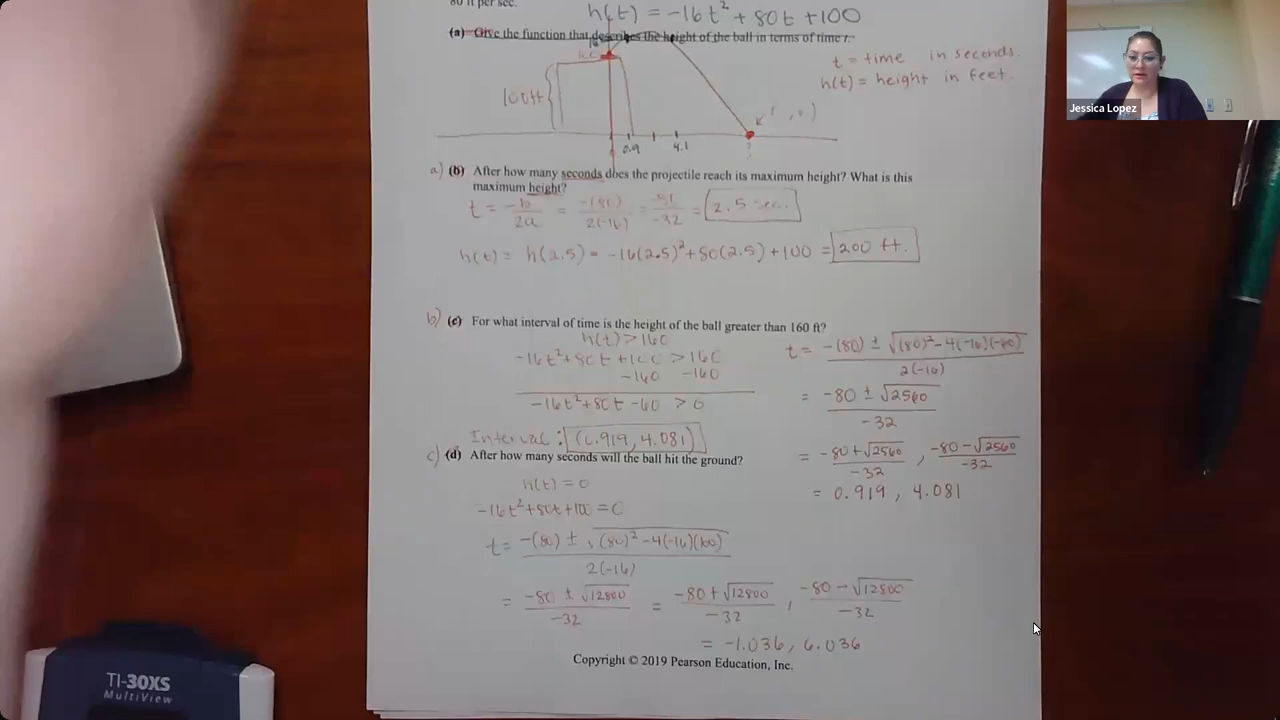 80 ft per sec.
h(t) = -16t² + 80t + 100
(a) Give the function that describes the height of the ball in terms of time t.
t = time in seconds.
h(t) = height in feet.
100ft
( , 0)
0.9
4.1
?
a) (b) After how many seconds does the projectile reach its maximum height? What is this
maximum height?
t = -b/2a = -(80)/2(-16) = -80/-32 = 2.5 sec.
h(t) = h(2.5) = -16(2.5)² + 80(2.5) + 100 = 200 ft.
b) (c) For what interval of time is the height of the ball greater than 160 ft?
h(t) > 160
-16t² + 80t + 100 > 160
-160 -160
-16t² + 80t - 60 > 0
Interval: (0.919, 4.081)
t = -(80) ± √(80)² - 4(-16)(-60) / 2(-16)
= -80 ± √2560 / -32
= -80 + √2560 / -32 , -80 - √2560 / -32
= 0.919 , 4.081
c) (d) After how many seconds will the ball hit the ground?
h(t) = 0
-16t² + 80t + 100 = 0
t = -(80) ± √(80)² - 4(-16)(100) / 2(-16)
= -80 ± √12800 / -32 = -80 + √12800 / -32 , -80 - √12800 / -32
= -1.036, 6.036
Copyright © 2019 Pearson Education, Inc.
Jessica Lopez
TI-30XS
MultiView